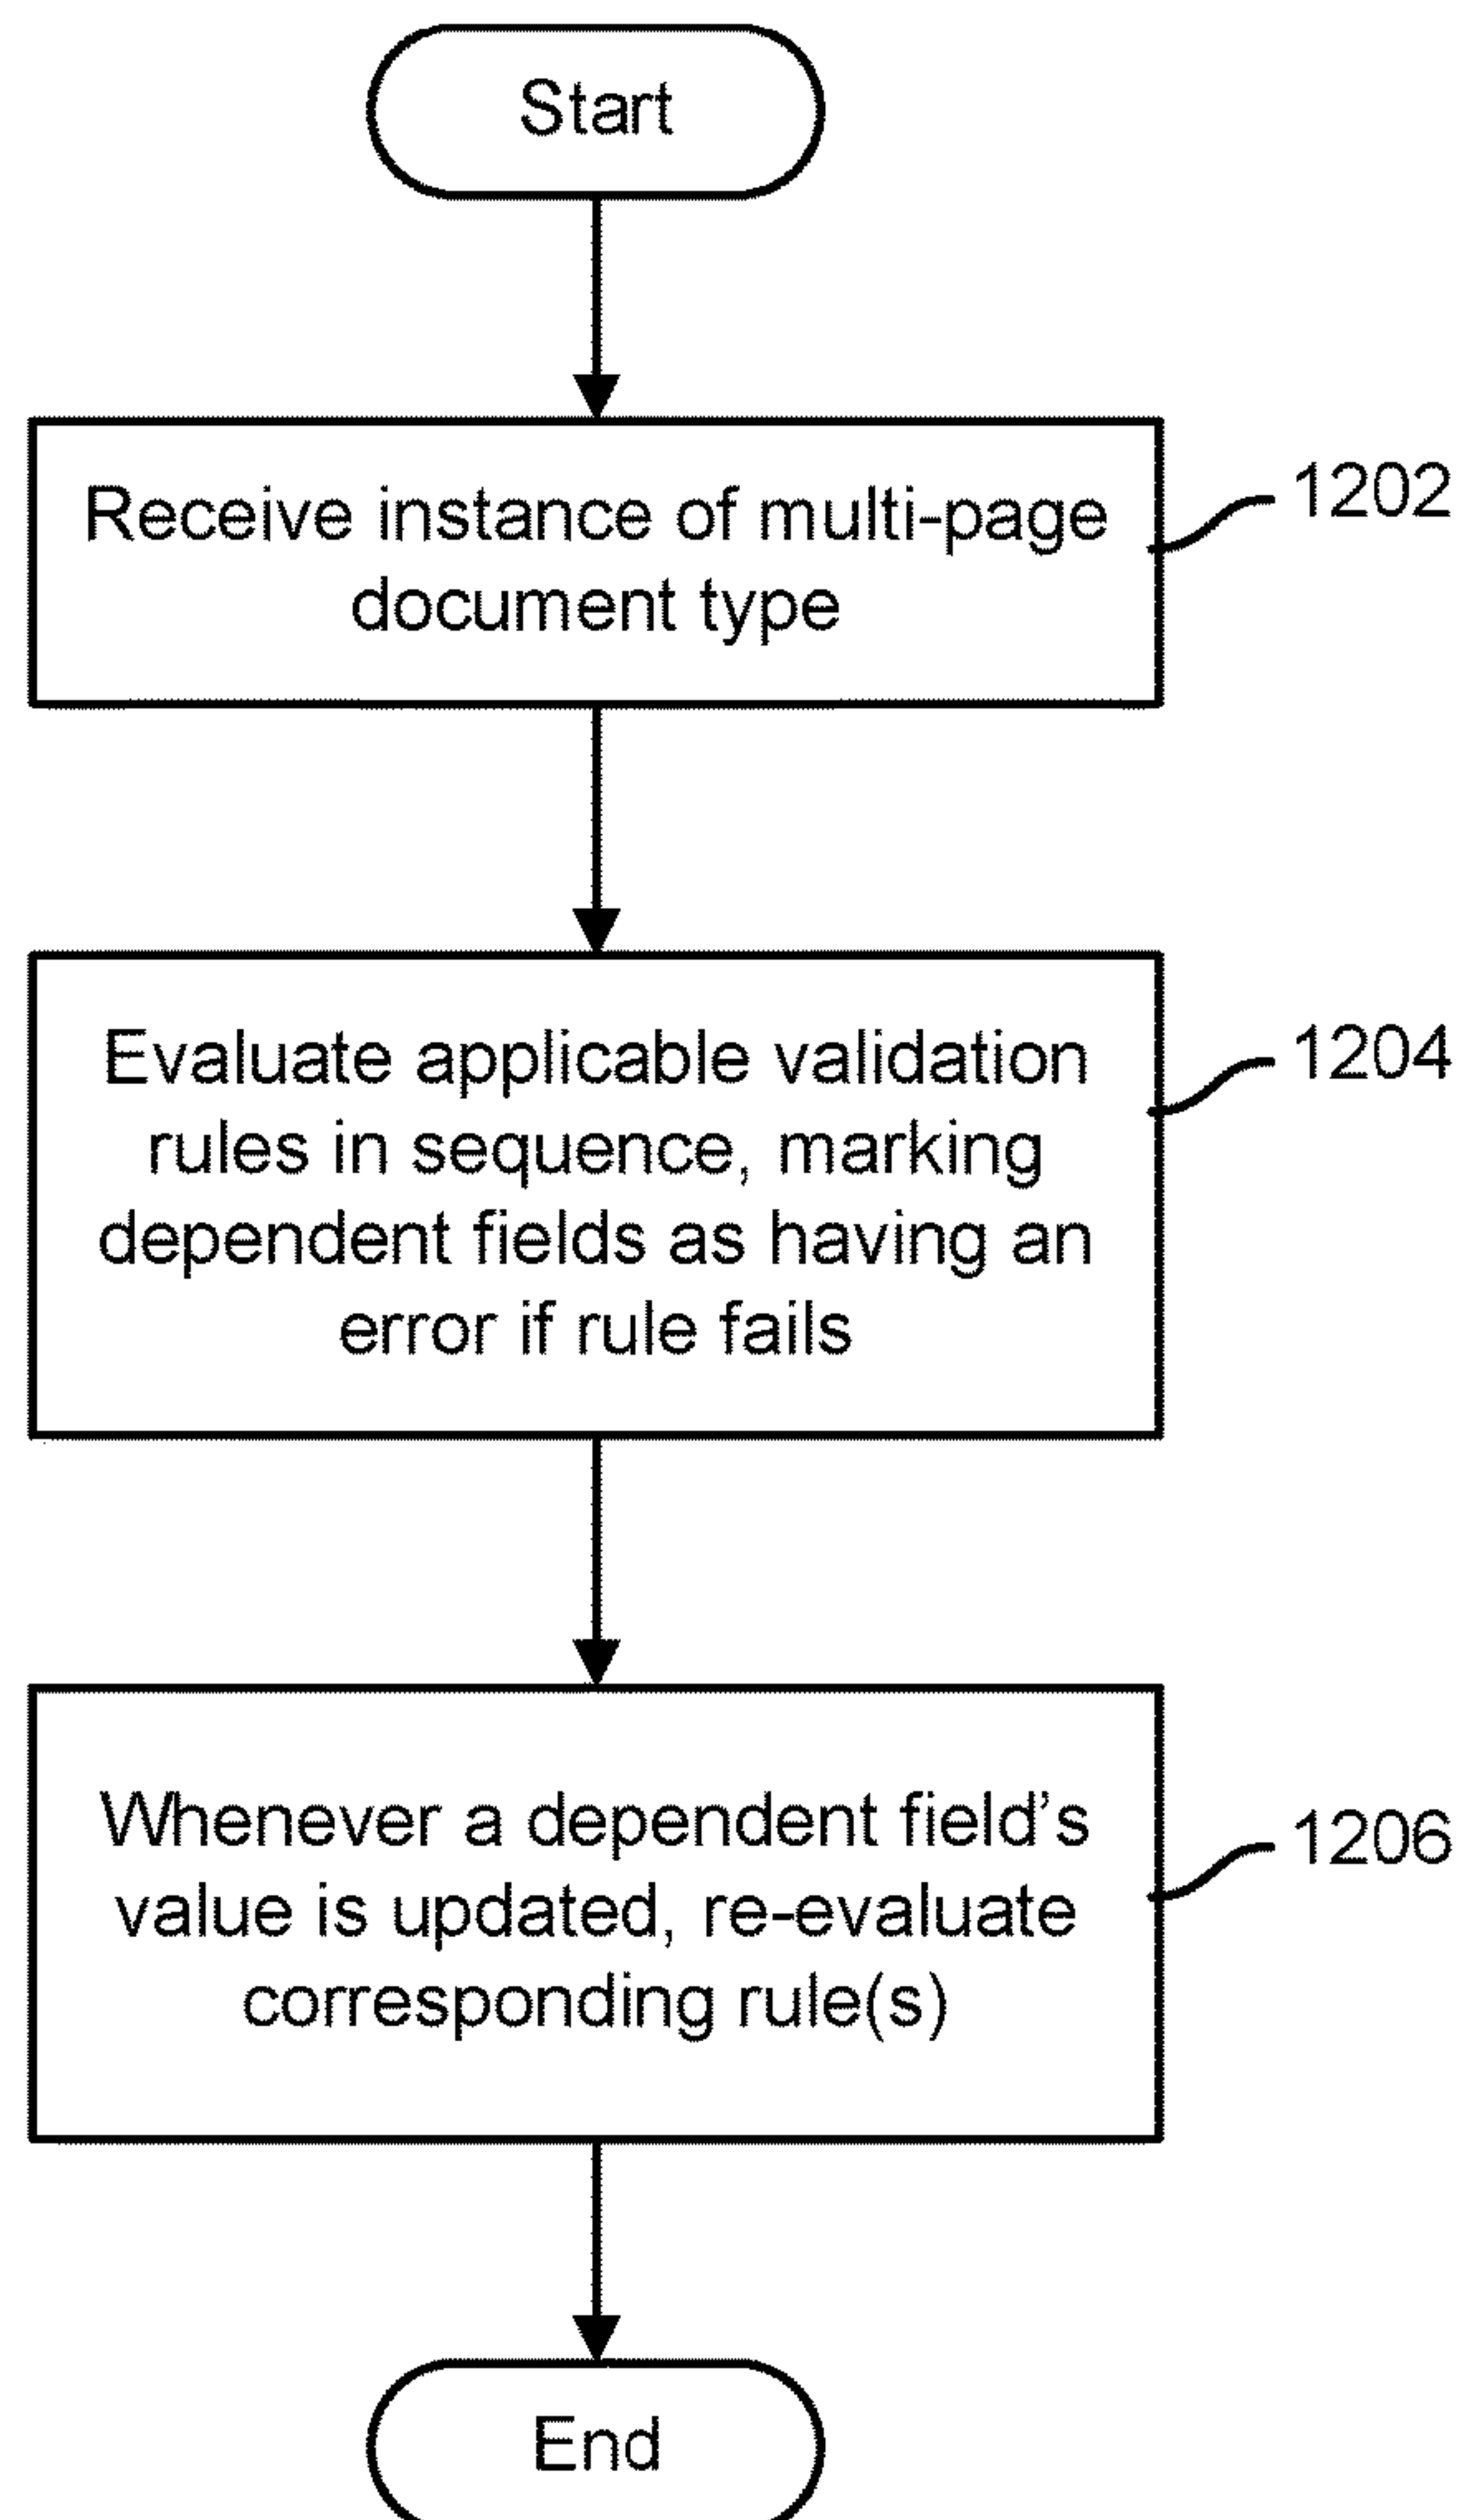 Start
Receive instance of multi-page
document type
1202
Evaluate applicable validation
rules in sequence, marking
dependent fields as having an
error if rule fails
1204
Whenever a dependent field's
value is updated, re-evaluate
corresponding rule(s)
1206
End